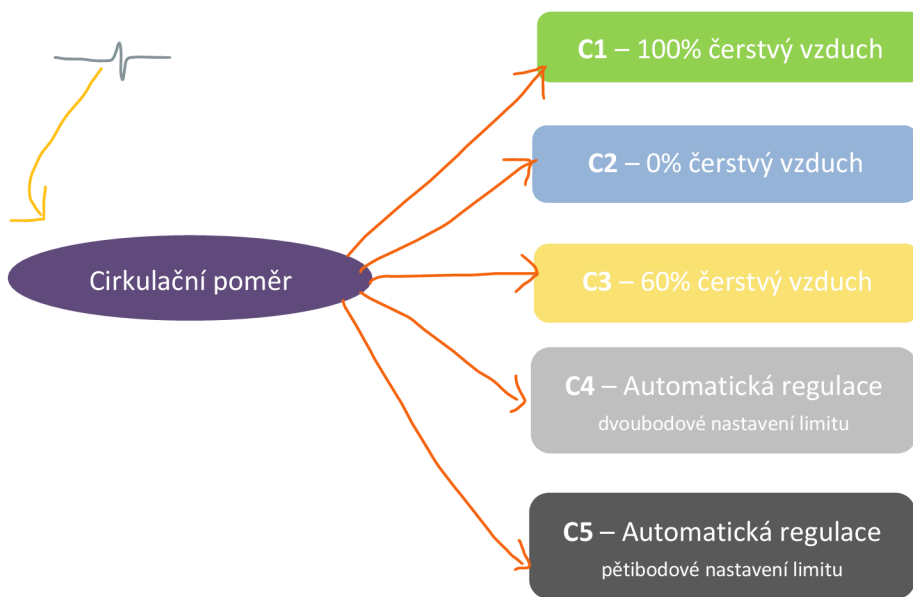 C1 – 100% čerstvý vzduch
C2 – 0% čerstvý vzduch
Cirkulační poměr
C3 – 60% čerstvý vzduch
C4 – Automatická regulace
dvoubodové nastavení limitu
C5 – Automatická regulace
pětibodové nastavení limitu